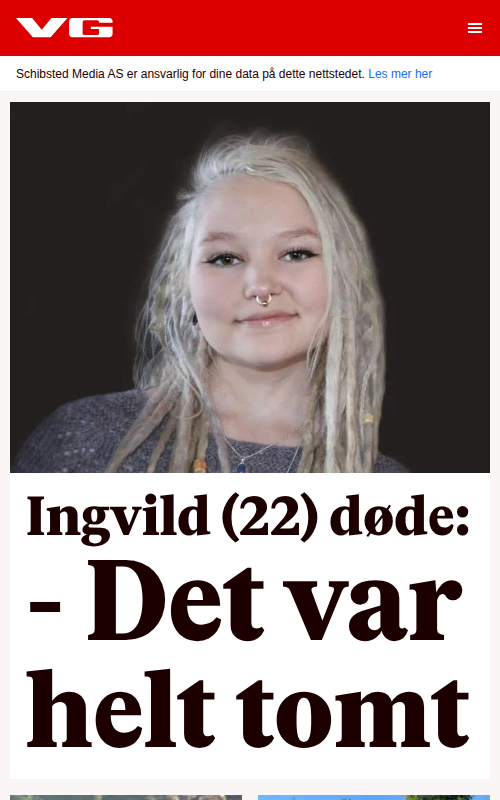 VG
Schibsted Media AS er ansvarlig for dine data på dette nettstedet. Les mer her
Ingvild (22) døde:
- Det var
helt tomt